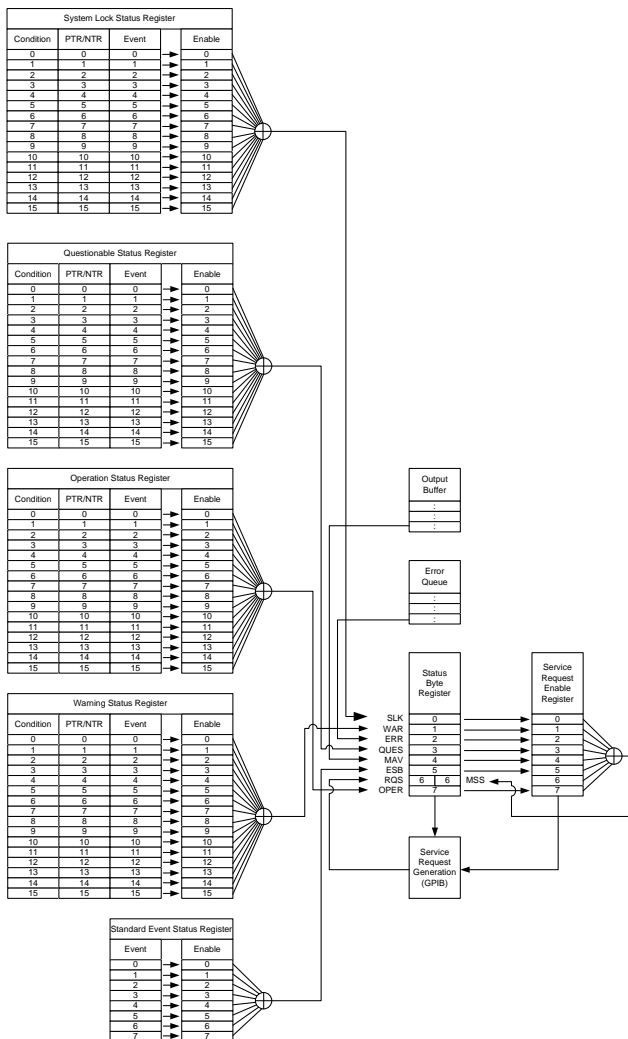 System Lock Status Register
Condition PTR/NTR Event Enable
0 0 0 0
1 1 1 1
2 2 2 2
3 3 3 3
4 4 4 4
5 5 5 5
6 6 6 6
7 7 7 7
8 8 8 8
9 9 9 9
10 10 10 10
11 11 11 11
12 12 12 12
13 13 13 13
14 14 14 14
15 15 15 15
Questionable Status Register
Condition PTR/NTR Event Enable
0 0 0 0
1 1 1 1
2 2 2 2
3 3 3 3
4 4 4 4
5 5 5 5
6 6 6 6
7 7 7 7
8 8 8 8
9 9 9 9
10 10 10 10
11 11 11 11
12 12 12 12
13 13 13 13
14 14 14 14
15 15 15 15
Operation Status Register
Condition PTR/NTR Event Enable
0 0 0 0
1 1 1 1
2 2 2 2
3 3 3 3
4 4 4 4
5 5 5 5
6 6 6 6
7 7 7 7
8 8 8 8
9 9 9 9
10 10 10 10
11 11 11 11
12 12 12 12
13 13 13 13
14 14 14 14
15 15 15 15
Warning Status Register
Condition PTR/NTR Event Enable
0 0 0 0
1 1 1 1
2 2 2 2
3 3 3 3
4 4 4 4
5 5 5 5
6 6 6 6
7 7 7 7
8 8 8 8
9 9 9 9
10 10 10 10
11 11 11 11
12 12 12 12
13 13 13 13
14 14 14 14
15 15 15 15
Standard Event Status Register
Event Enable
0 0
1 1
2 2
3 3
4 4
5 5
6 6
7 7
Output
Buffer
:
:
:
Error
Queue
:
:
:
Status
Byte
Register
Service
Request
Enable
Register
SLK 0 0
WAR 1 1
ERR 2 2
QUES 3 3
MAV 4 4
ESB 5 5
RQS 6 6 MSS 6
OPER 7 7
Service
Request
Generation
(GPIB)